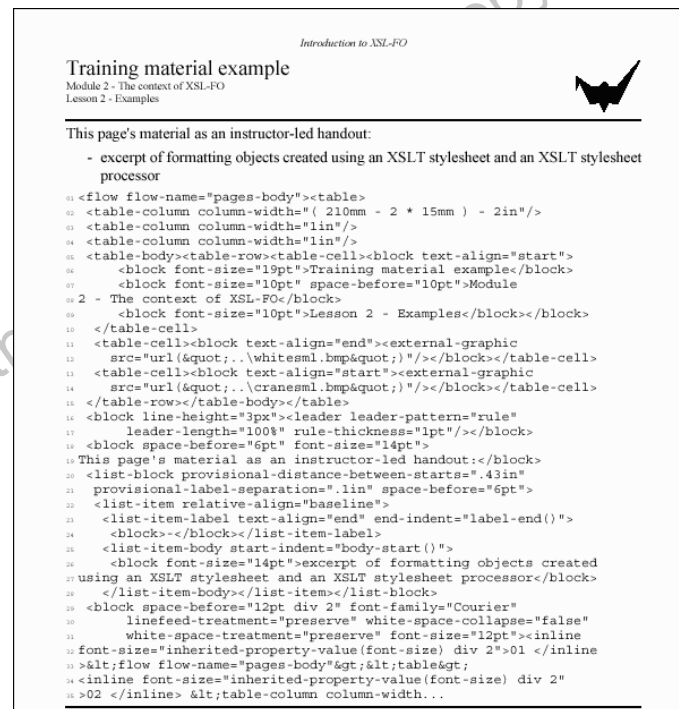 Introduction to XSL-FO
Training material example
Module 2 - The context of XSL-FO
Lesson 2 - Examples
This page's material as an instructor-led handout:
- excerpt of formatting objects created using an XSLT stylesheet and an XSLT stylesheet
processor
01 <flow flow-name="pages-body"><table>
02 <table-column column-width="( 210mm - 2 * 15mm ) - 2in"/>
03 <table-column column-width="1in"/>
04 <table-column column-width="1in"/>
05 <table-body><table-row><table-cell><block text-align="start">
06 <block font-size="19pt">Training material example</block>
07 <block font-size="10pt" space-before="10pt">Module
08 2 - The context of XSL-FO</block>
09 <block font-size="10pt">Lesson 2 - Examples</block></block>
10 </table-cell>
11 <table-cell><block text-align="end"><external-graphic
12 src="url(&quot;..\whitesml.bmp&quot;)"/></block></table-cell>
13 <table-cell><block text-align="start"><external-graphic
14 src="url(&quot;..\cranesml.bmp&quot;)"/></block></table-cell>
15 </table-row></table-body></table>
16 <block line-height="3px"><leader leader-pattern="rule"
17 leader-length="100%" rule-thickness="1pt"/></block>
18 <block space-before="6pt" font-size="14pt">
19 This page's material as an instructor-led handout:</block>
20 <list-block provisional-distance-between-starts=".43in"
21 provisional-label-separation=".1in" space-before="6pt">
22 <list-item relative-align="baseline">
23 <list-item-label text-align="end" end-indent="label-end()">
24 <block>-</block></list-item-label>
25 <list-item-body start-indent="body-start()">
26 <block font-size="14pt">excerpt of formatting objects created
27 using an XSLT stylesheet and an XSLT stylesheet processor</block>
28 </list-item-body></list-item></list-block>
29 <block space-before="12pt div 2" font-family="Courier"
30 linefeed-treatment="preserve" white-space-collapse="false"
31 white-space-treatment="preserve" font-size="12pt"><inline
32 font-size="inherited-property-value(font-size) div 2">01 </inline
33 >&lt;flow flow-name="pages-body"&gt;&lt;table&gt;
34 <inline font-size="inherited-property-value(font-size) div 2"
35 >02 </inline> &lt;table-column column-width...